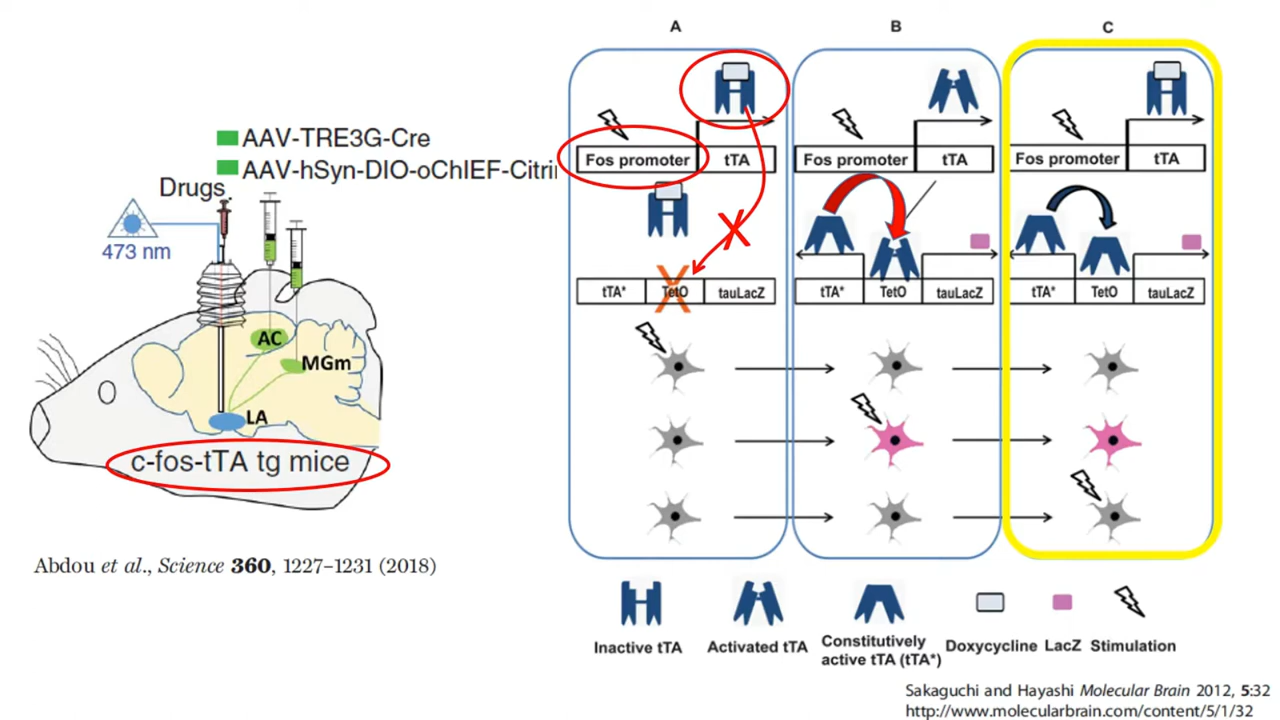 AAV-TRE3G-Cre
AAV-hSyn-DIO-oChIEF-Citri
Drugs
473 nm
AC
MGm
LA
c-fos-tTA tg mice
Abdou et al., Science 360, 1227–1231 (2018)
A
B
C
Fos promoter
tTA
Fos promoter
tTA
Fos promoter
tTA
tTA*
TetO
tauLacZ
tTA*
TetO
tauLacZ
tTA*
TetO
tauLacZ
Inactive tTA
Activated tTA
Constitutively
active tTA (tTA*)
Doxycycline
LacZ
Stimulation
Sakaguchi and Hayashi Molecular Brain 2012, 5:32
http://www.molecularbrain.com/content/5/1/32